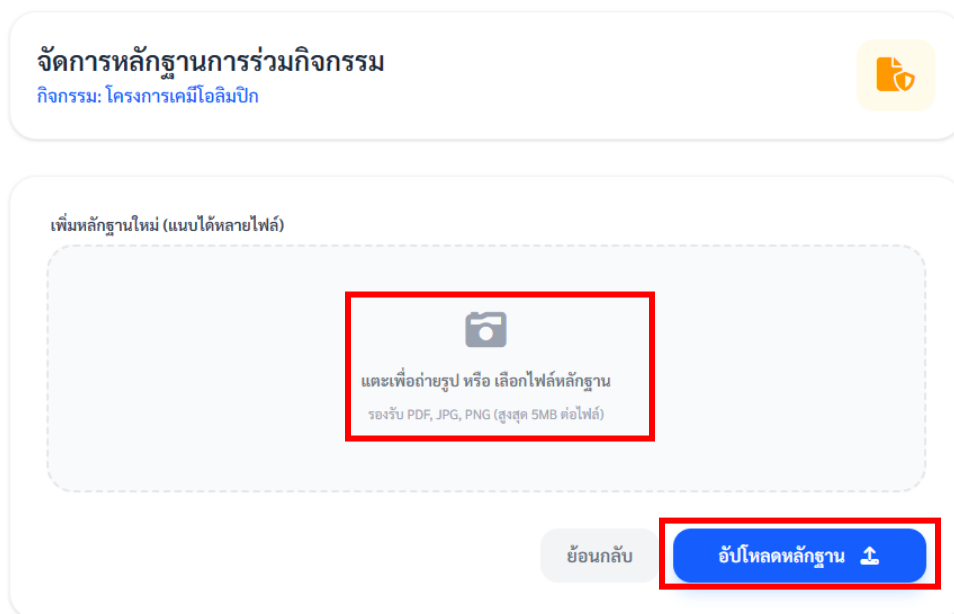 จัดการหลักฐานการร่วมกิจกรรม
กิจกรรม: โครงการเคมีโอลิมปิก
เพิ่มหลักฐานใหม่ (แนบได้หลายไฟล์)
แตะเพื่อถ่ายรูป หรือ เลือกไฟล์หลักฐาน
รองรับ PDF, JPG, PNG (สูงสุด 5MB ต่อไฟล์)
ย้อนกลับ
อัปโหลดหลักฐาน